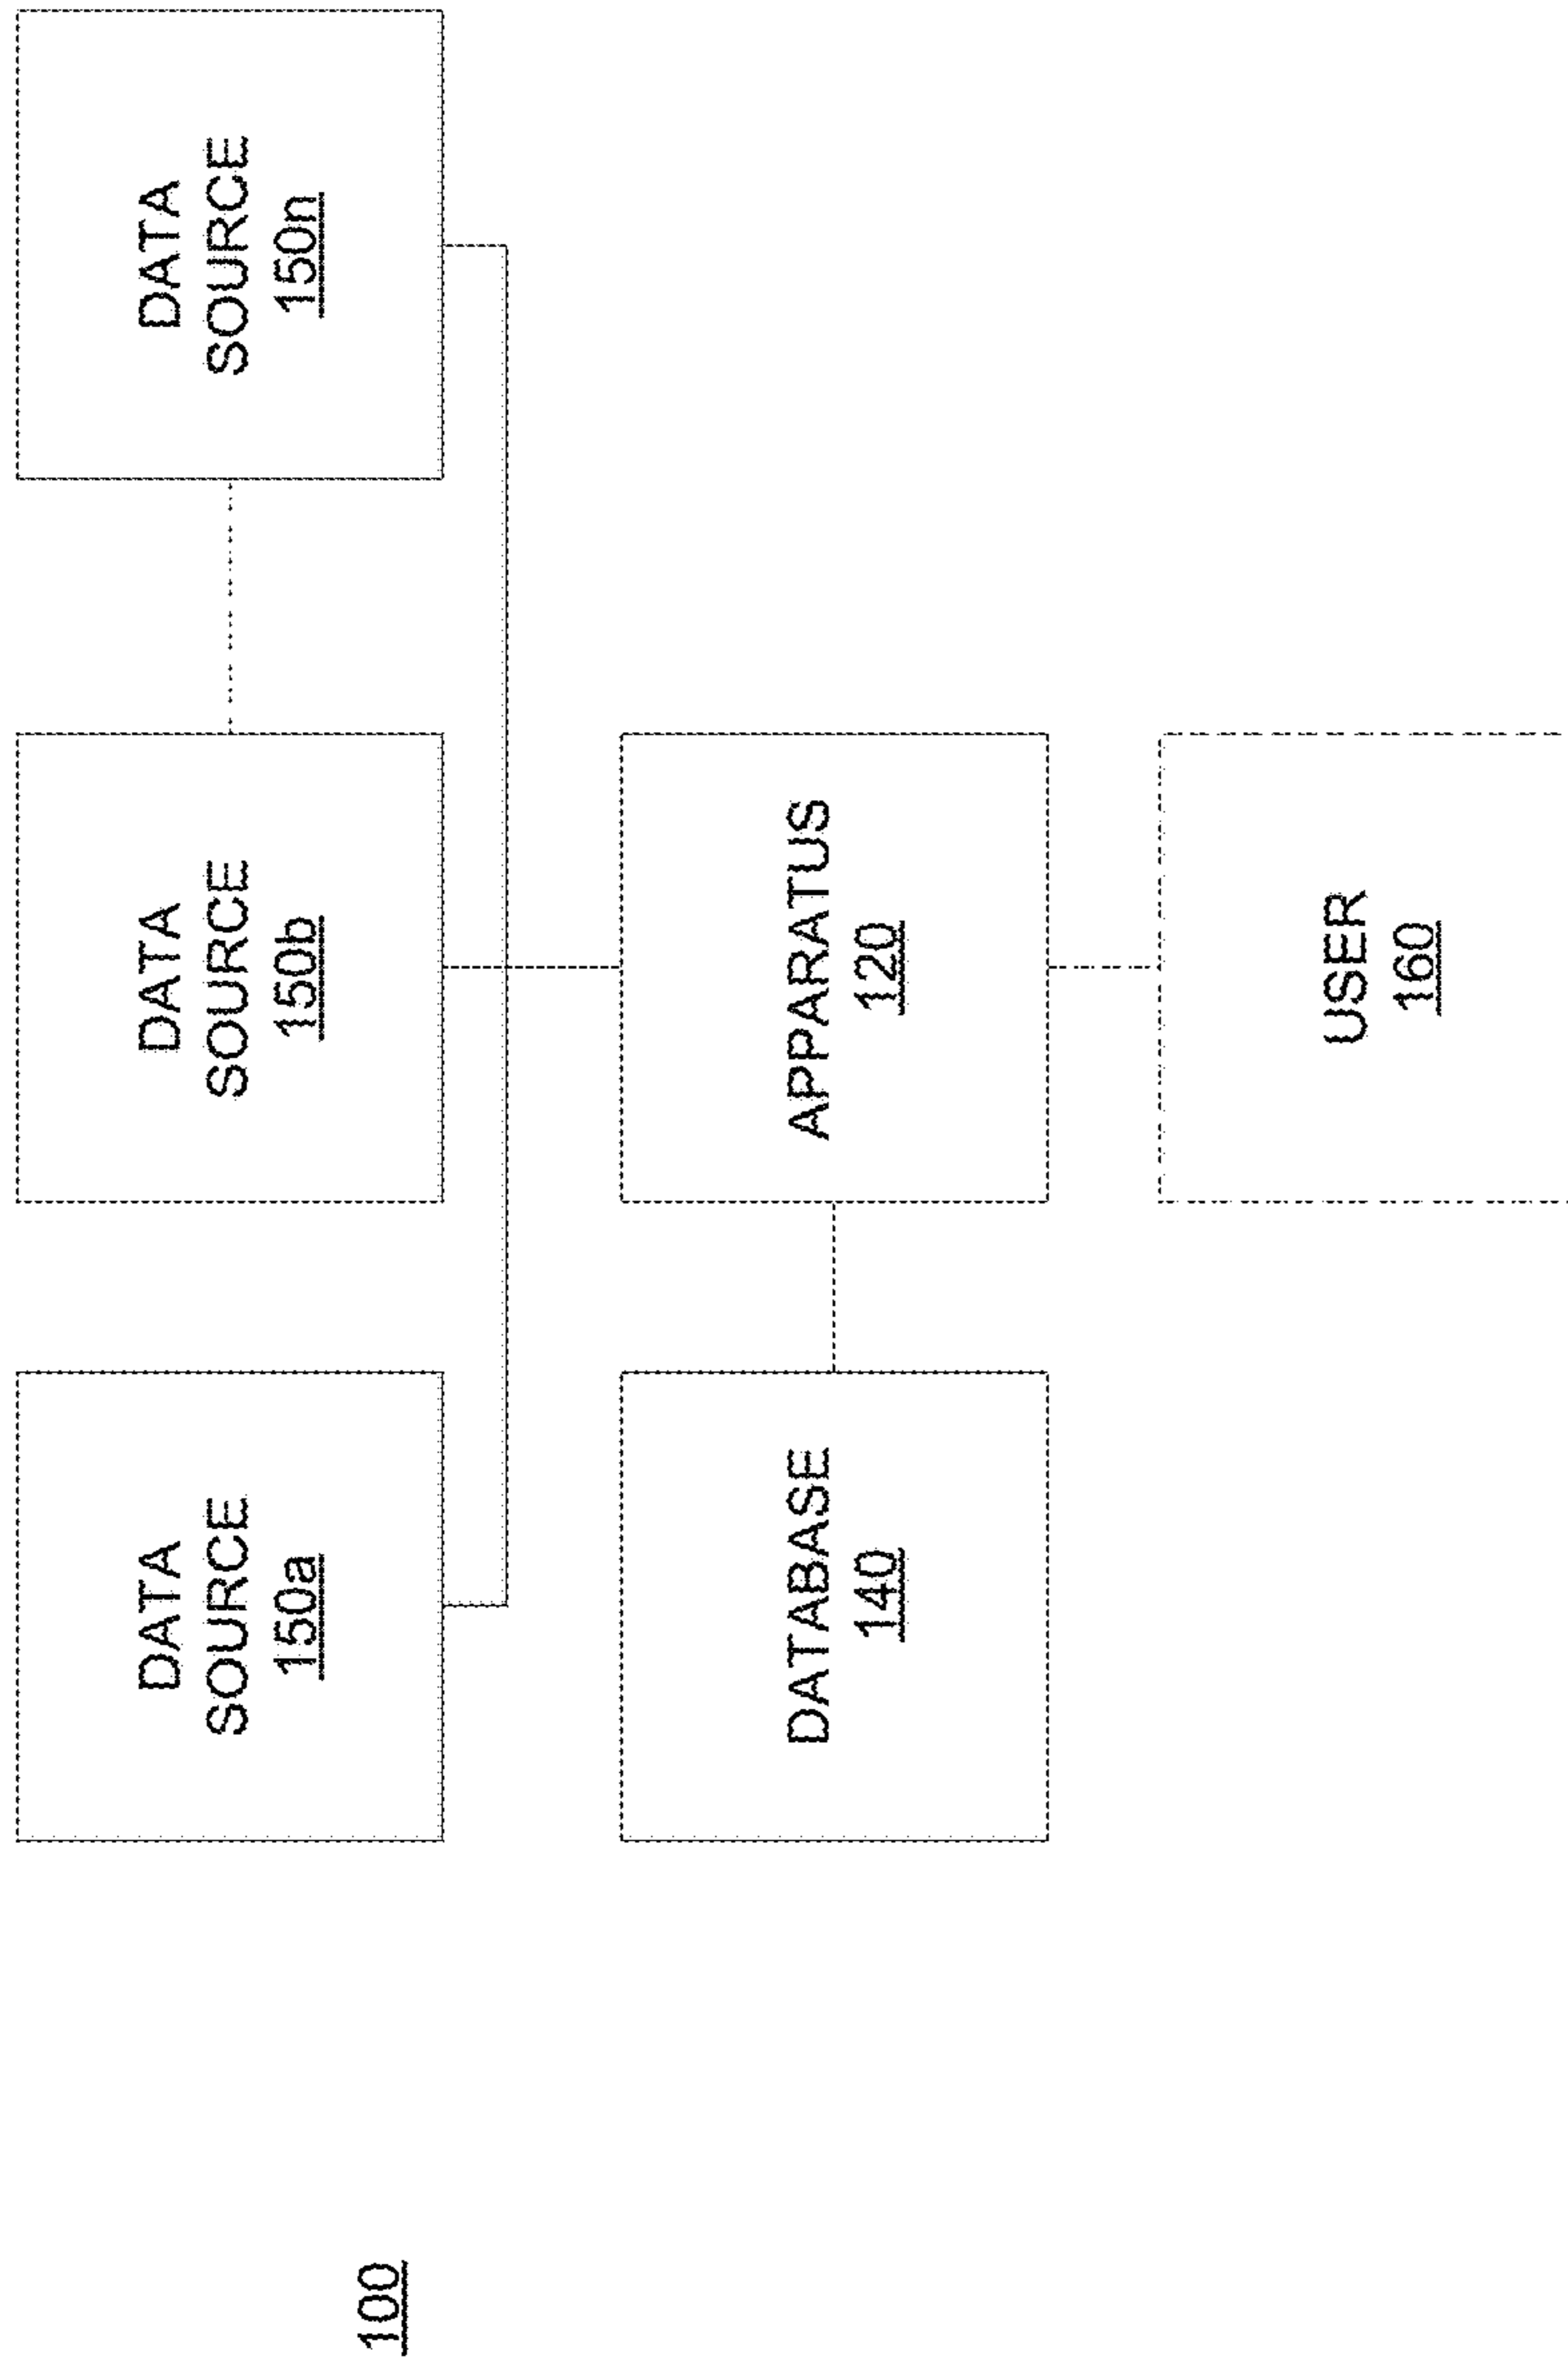 100
DATA
SOURCE
150a
DATA
SOURCE
150b
DATA
SOURCE
150n
DATABASE
140
APPARATUS
120
USER
160